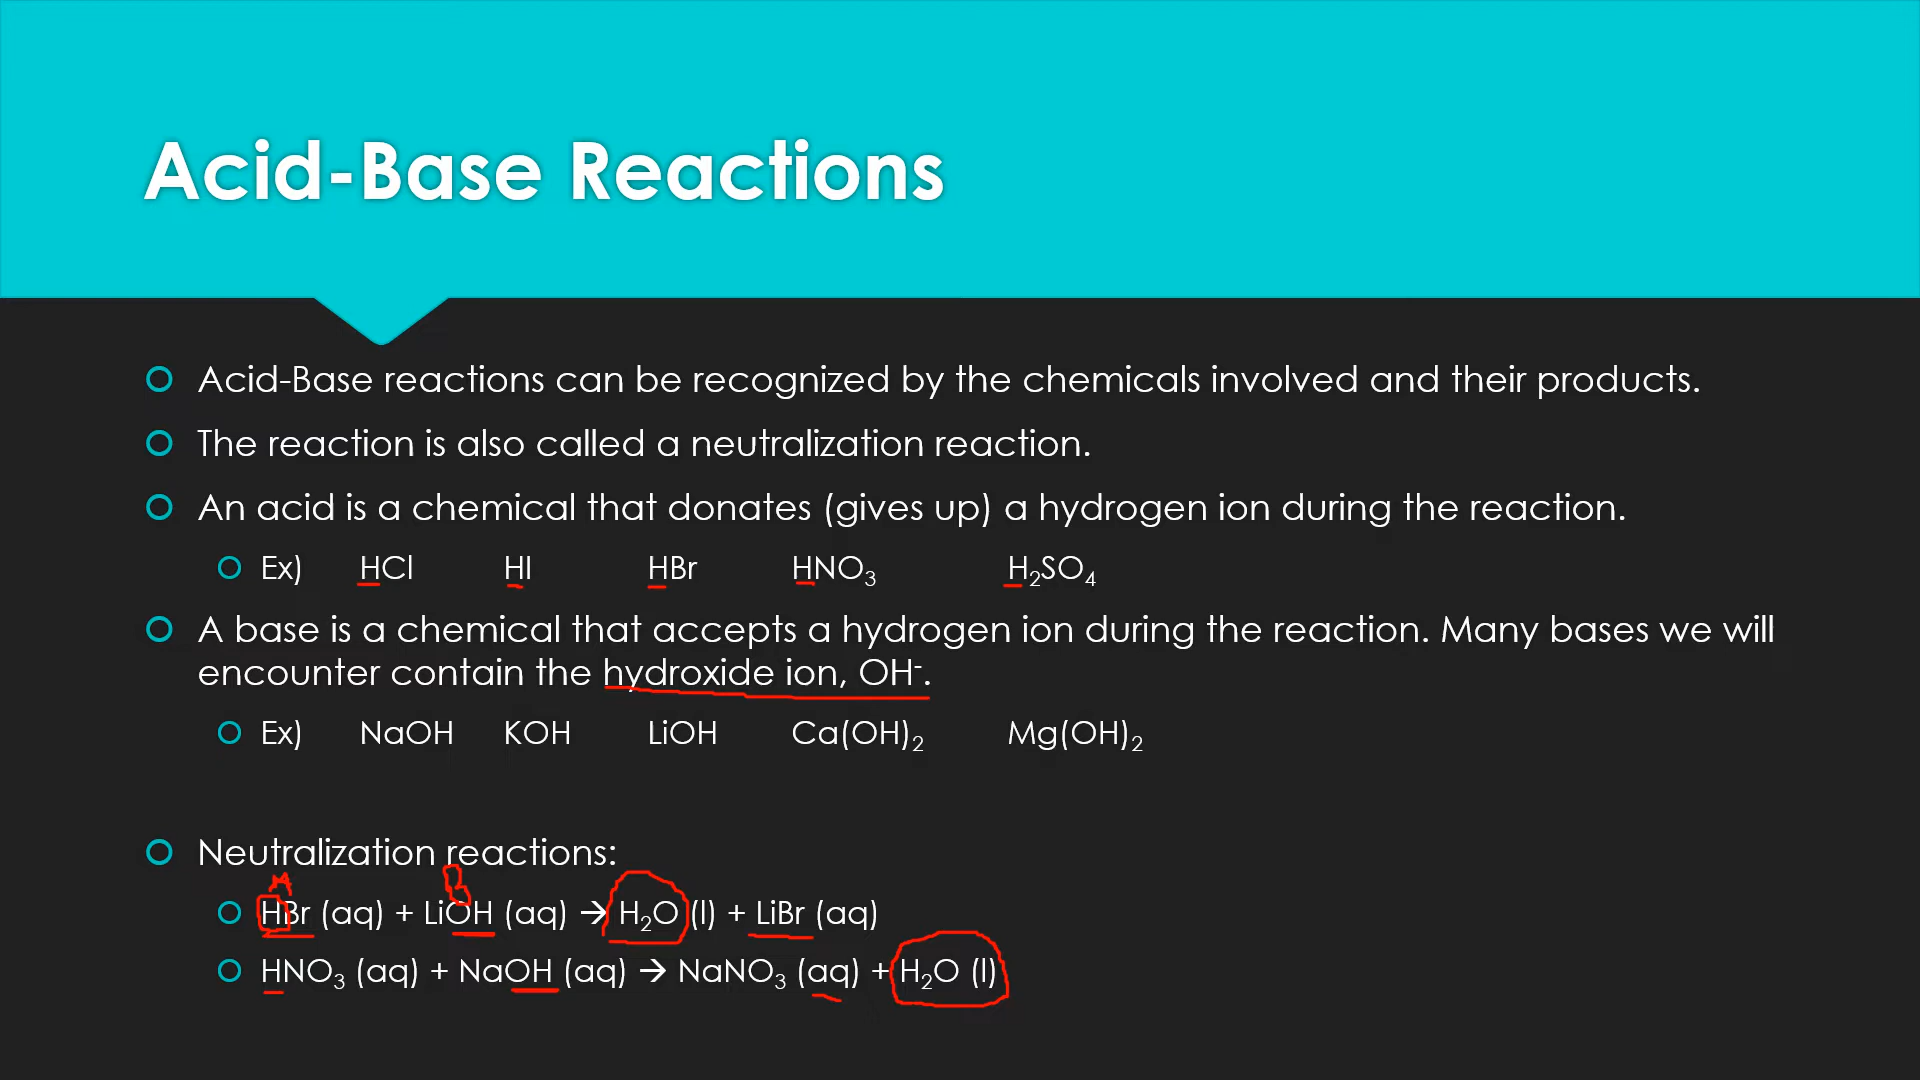 Acid-Base Reactions
Acid-Base reactions can be recognized by the chemicals involved and their products.
The reaction is also called a neutralization reaction.
An acid is a chemical that donates (gives up) a hydrogen ion during the reaction.
Ex) HCl HI HBr HNO₃ H₂SO₄
A base is a chemical that accepts a hydrogen ion during the reaction. Many bases we will
encounter contain the hydroxide ion, OH⁻.
Ex) NaOH KOH LiOH Ca(OH)₂ Mg(OH)₂
Neutralization reactions:
A
HBr (aq) + LiOH (aq) → H₂O (l) + LiBr (aq)
HNO₃ (aq) + NaOH (aq) → NaNO₃ (aq) + H₂O (l)